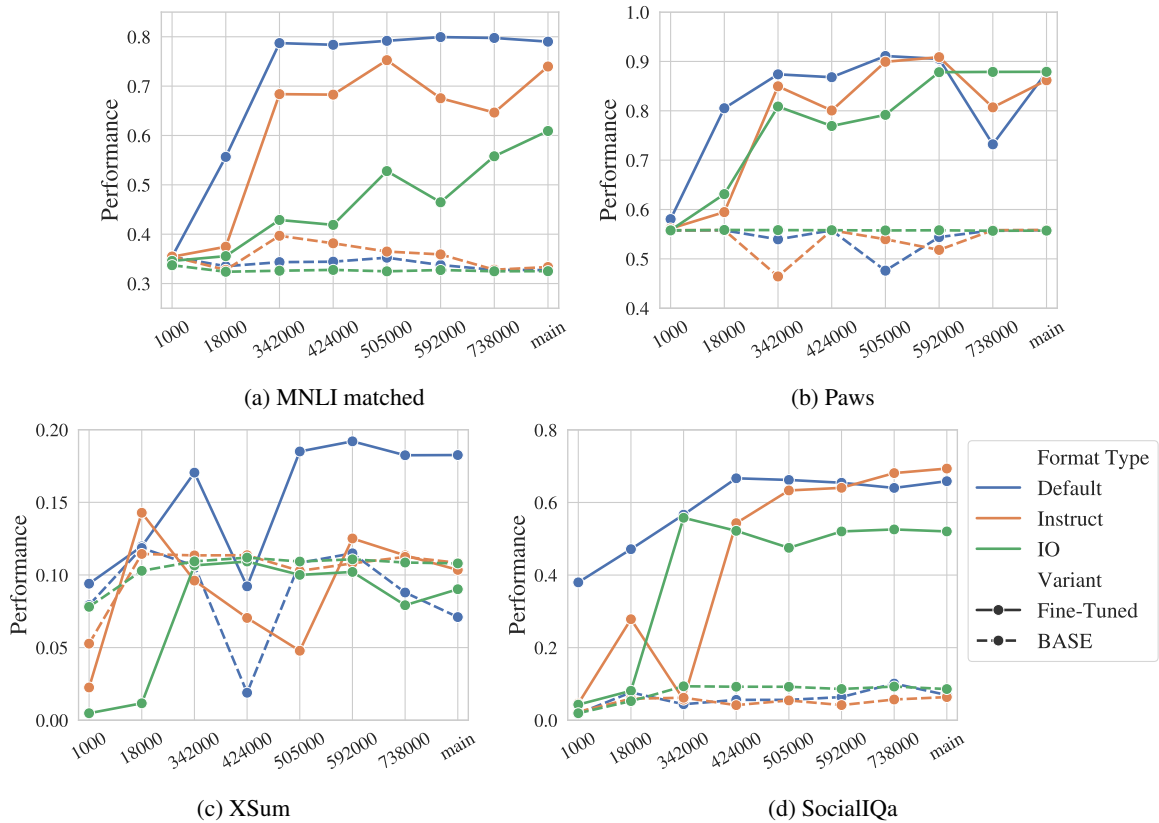 Performance
0.8
0.7
0.6
0.5
0.4
0.3
1000
18000
342000
424000
505000
592000
738000
main
(a) MNLI matched
Performance
1.0
0.9
0.8
0.7
0.6
0.5
0.4
1000
18000
342000
424000
505000
592000
738000
main
(b) Paws
Performance
0.20
0.15
0.10
0.05
0.00
1000
18000
342000
424000
505000
592000
738000
main
(c) XSum
Performance
0.8
0.6
0.4
0.2
0.0
1000
18000
342000
424000
505000
592000
738000
main
(d) SocialIQa
Format Type
Default
Instruct
IO
Variant
Fine-Tuned
BASE